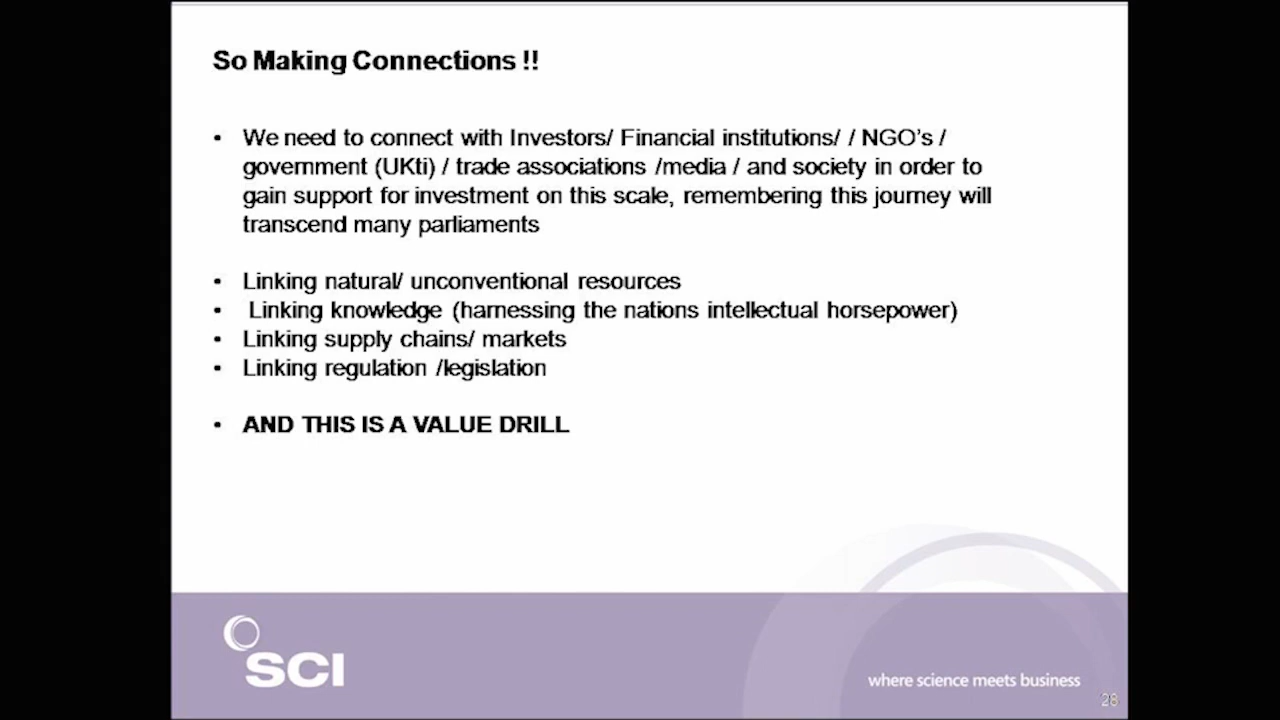 So Making Connections !!
• We need to connect with Investors/ Financial institutions/ / NGO's /
government (UKti) / trade associations /media / and society in order to
gain support for investment on this scale, remembering this journey will
transcend many parliaments
• Linking natural/ unconventional resources
• Linking knowledge (harnessing the nations intellectual horsepower)
• Linking supply chains/ markets
• Linking regulation /legislation
• AND THIS IS A VALUE DRILL
SCI
where science meets business
28